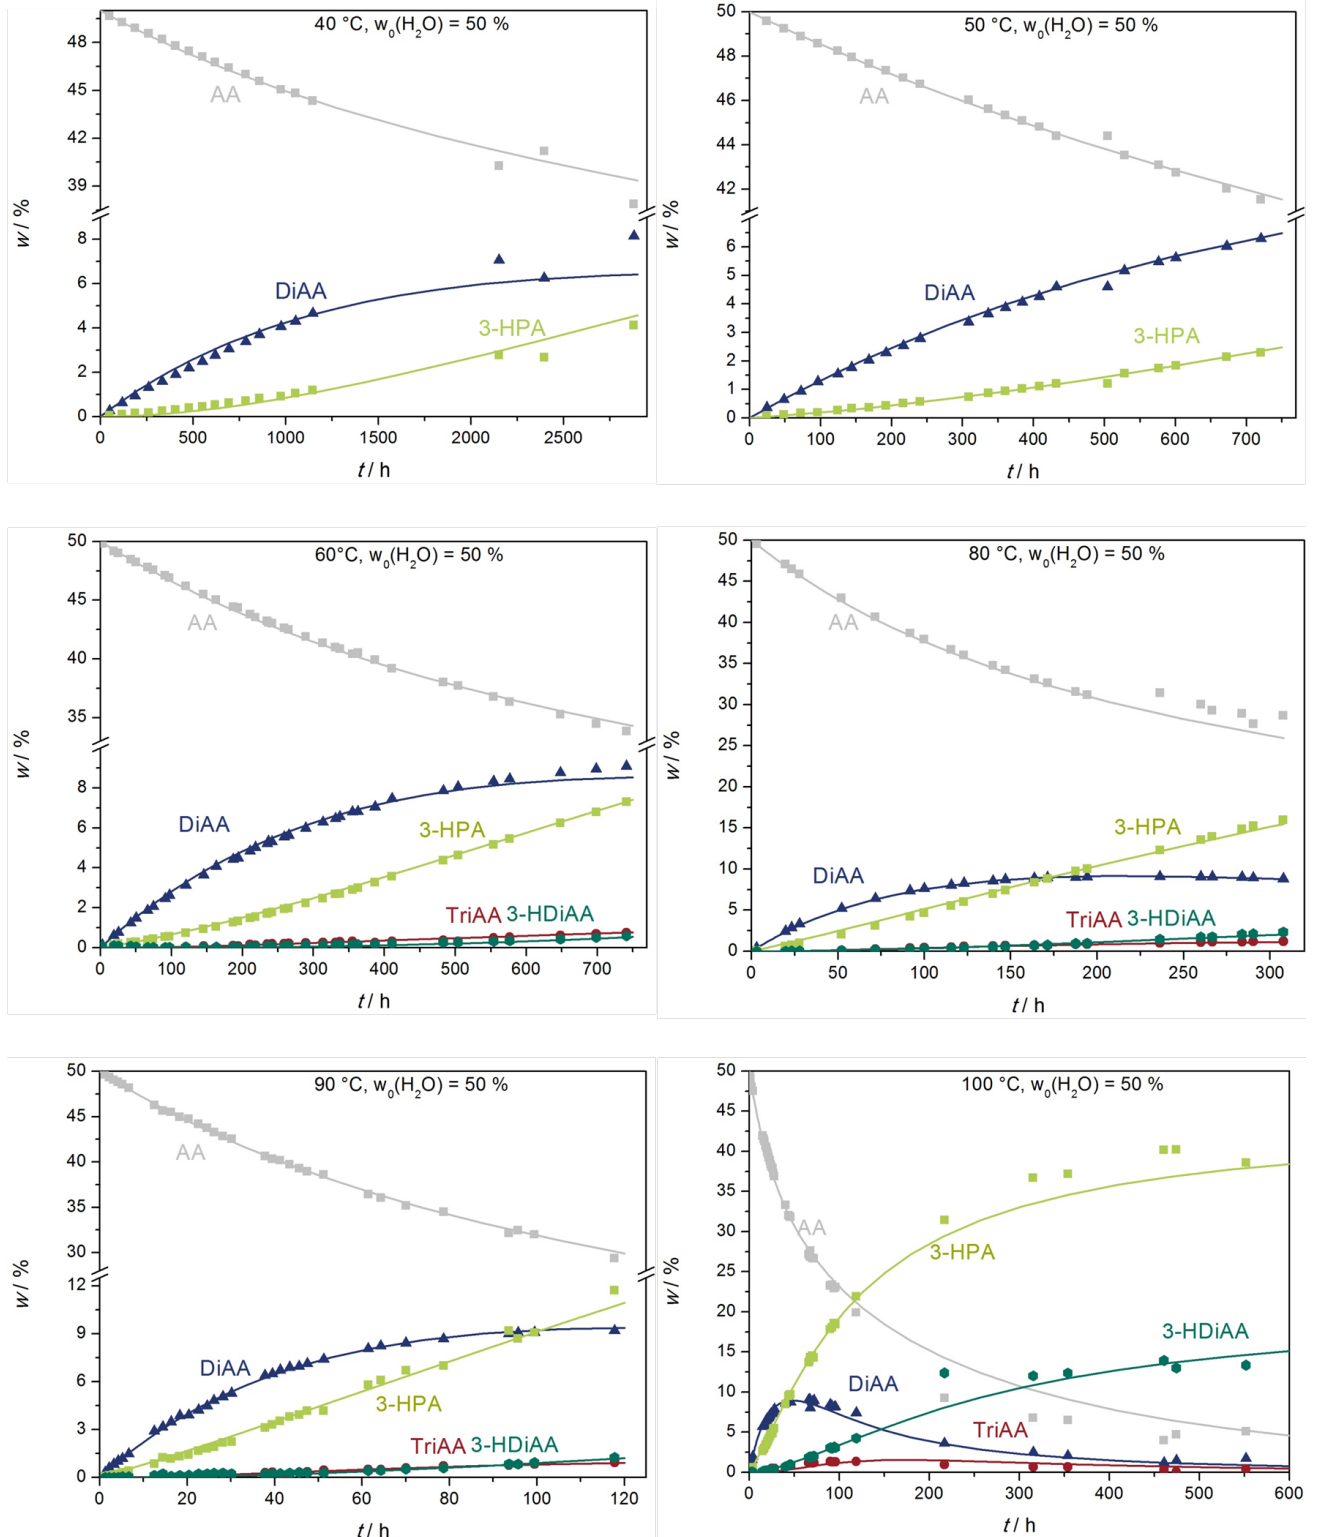 40 °C, w0(H2O) = 50 %
48
45
42
39
8
6
4
2
0
w / %
AA
DiAA
3-HPA
0 500 1000 1500 2000 2500
t / h
50 °C, w0(H2O) = 50 %
50
48
46
44
42
6
5
4
3
2
1
0
w / %
AA
DiAA
3-HPA
0 100 200 300 400 500 600 700
t / h
60°C, w0(H2O) = 50 %
50
45
40
35
8
6
4
2
0
w / %
AA
DiAA
3-HPA
TriAA 3-HDiAA
0 100 200 300 400 500 600 700
t / h
80 °C, w0(H2O) = 50 %
50
45
40
35
30
25
20
15
10
5
0
w / %
AA
3-HPA
DiAA
TriAA 3-HDiAA
0 50 100 150 200 250 300
t / h
90 °C, w0(H2O) = 50 %
50
45
40
35
30
12
9
6
3
0
w / %
AA
DiAA
3-HPA
TriAA 3-HDiAA
0 20 40 60 80 100 120
t / h
100 °C, w0(H2O) = 50 %
50
45
40
35
30
25
20
15
10
5
0
w / %
AA
3-HPA
3-HDiAA
DiAA
TriAA
0 100 200 300 400 500 600
t / h